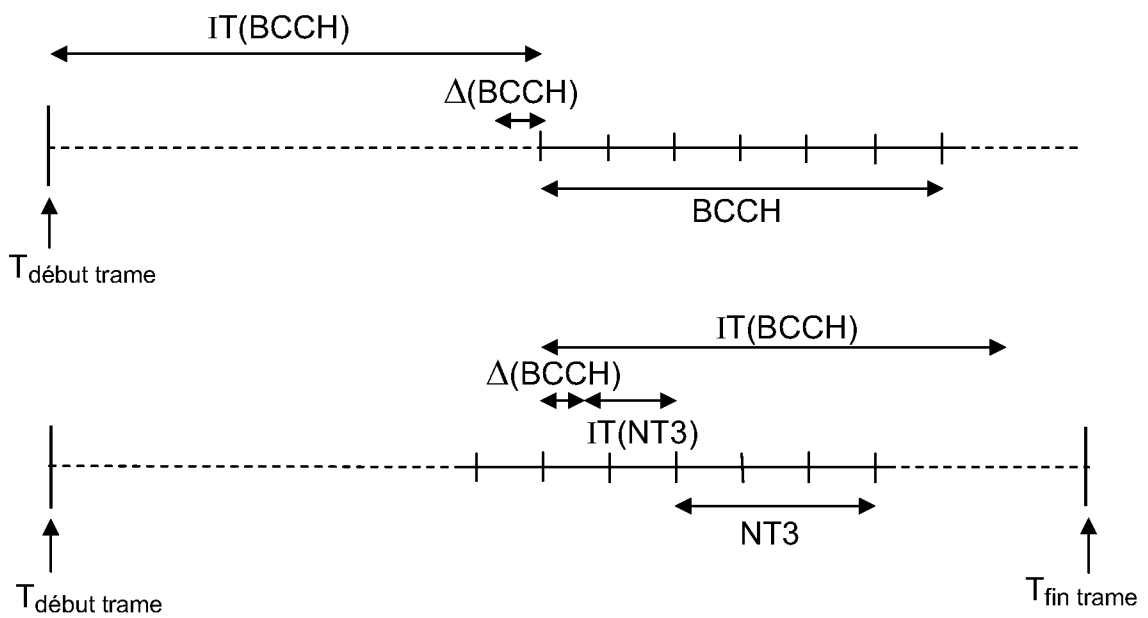 IT(BCCH)
Δ(BCCH)
BCCH
T début trame
IT(BCCH)
Δ(BCCH)
IT(NT3)
NT3
T début trame
T fin trame